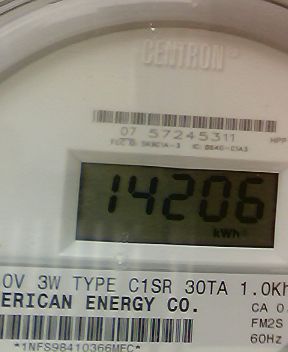 CENTRON
07 57245311
14206
kWh
0V 3W TYPE C1SR 30TA 1.0Kh
ERICAN ENERGY CO.
CA 0.
FM2S
60Hz
*1NFS98410366MEC*